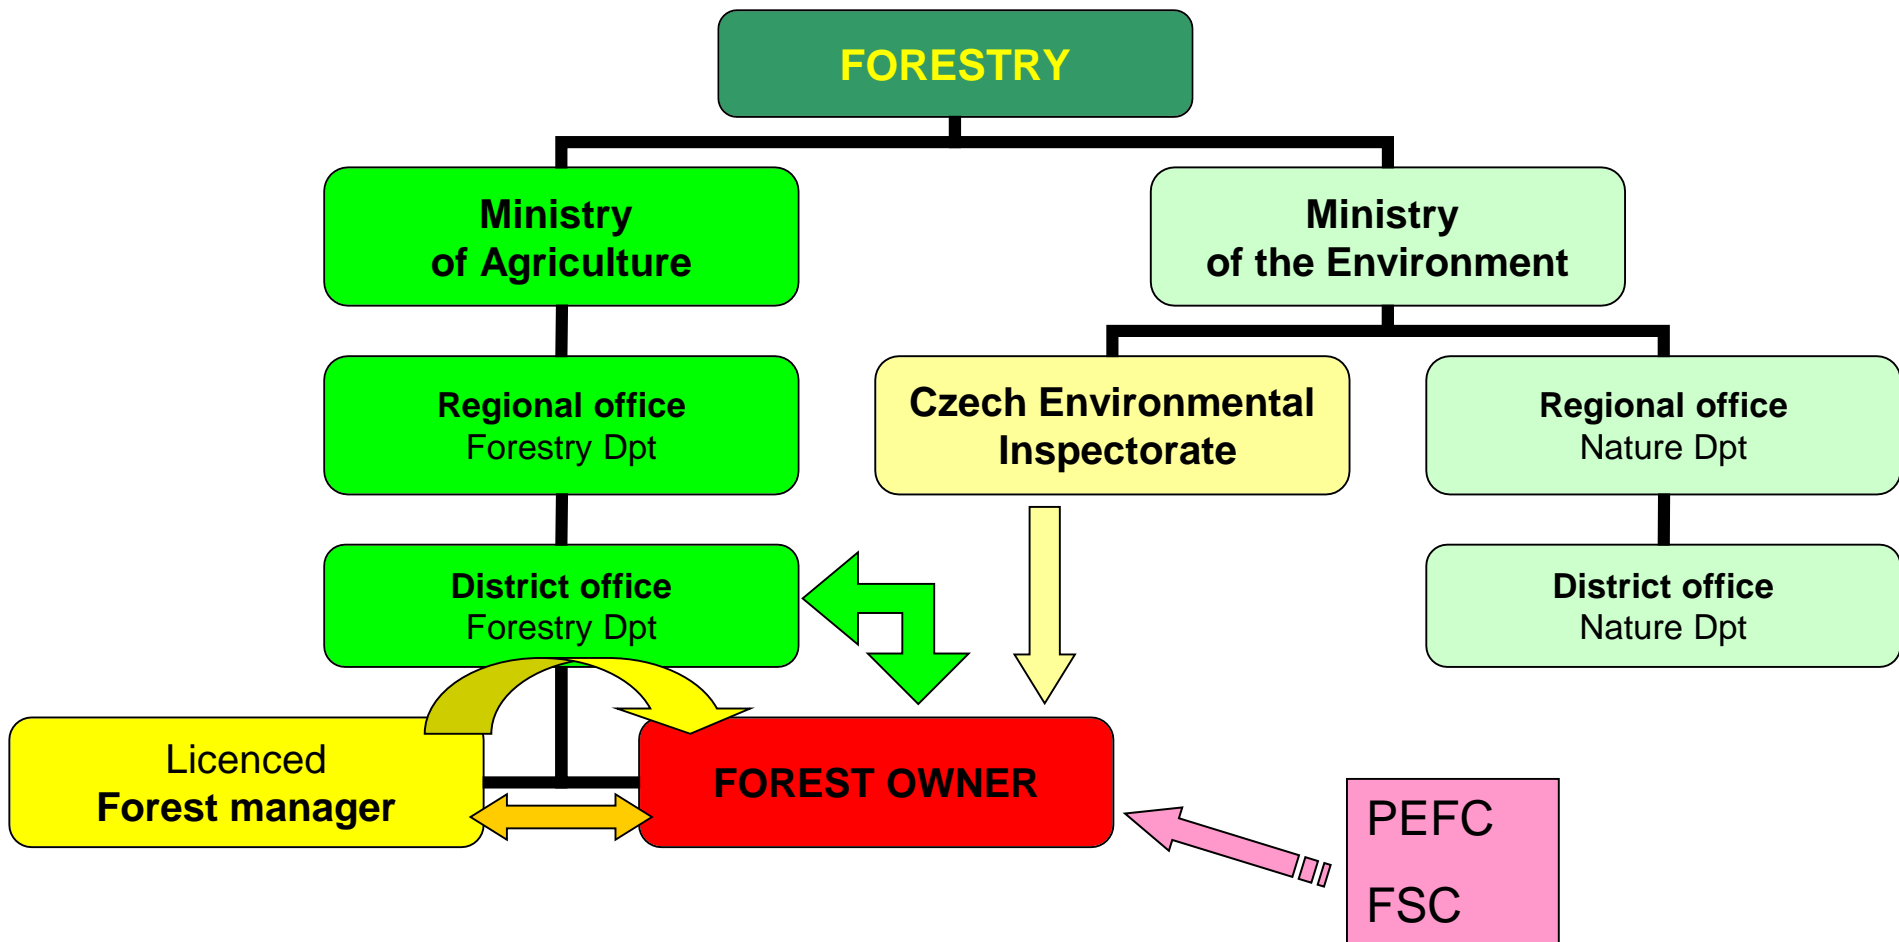 FORESTRY
Ministry
of Agriculture
Ministry
of the Environment
Regional office
Forestry Dpt
Czech Environmental
Inspectorate
Regional office
Nature Dpt
District office
Forestry Dpt
District office
Nature Dpt
Licenced
Forest manager
FOREST OWNER
PEFC
FSC